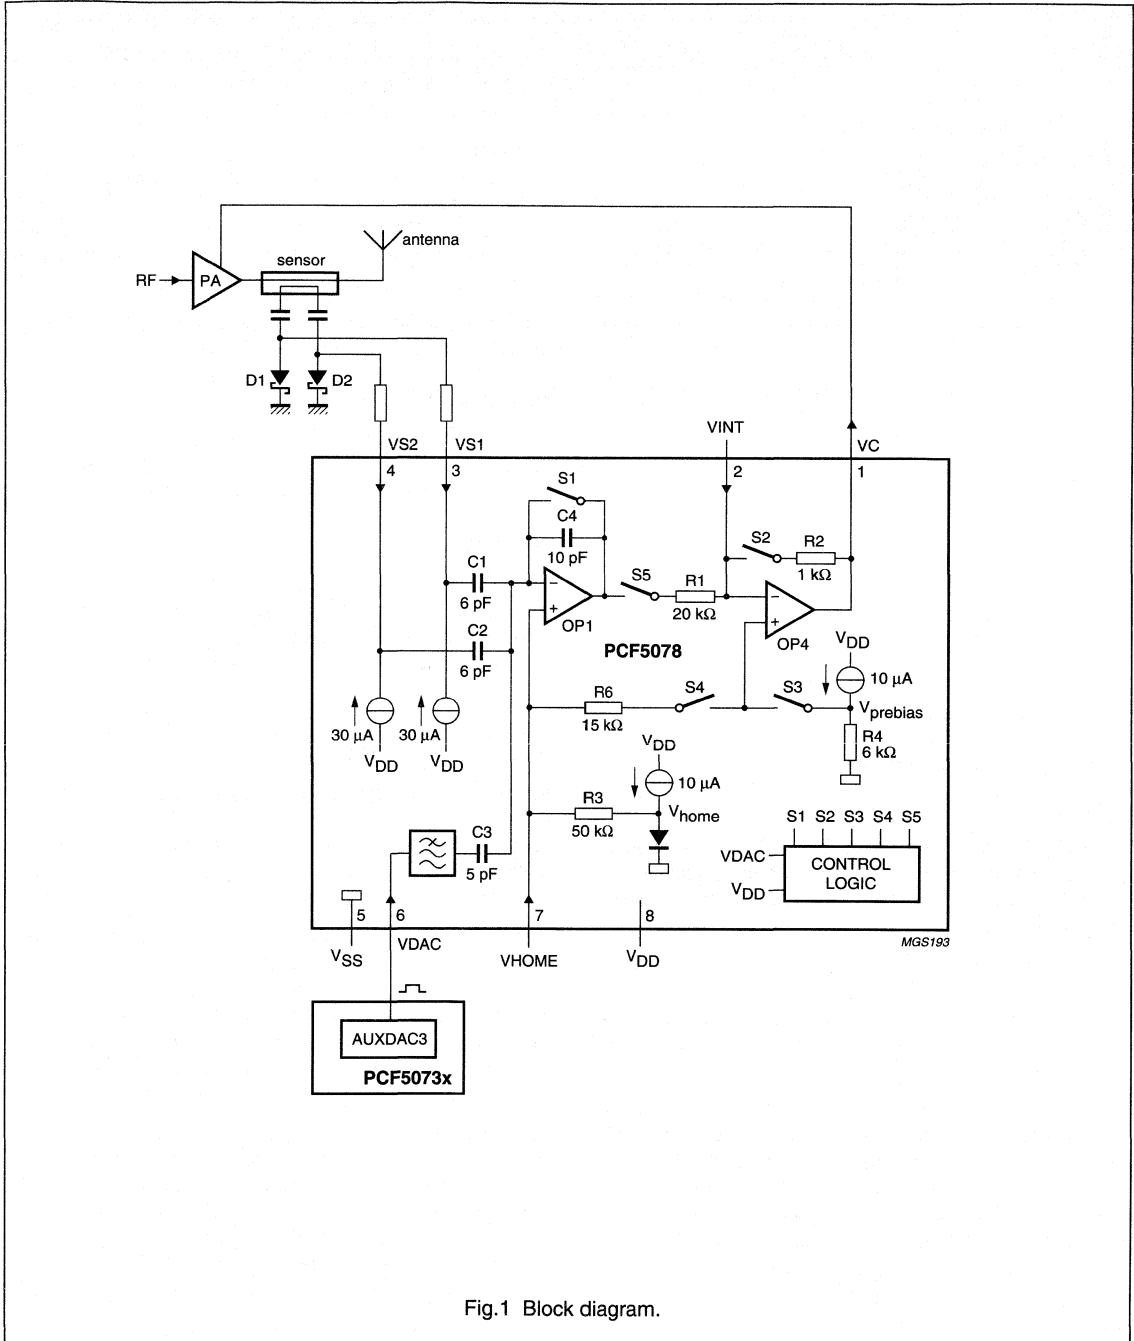 antenna
sensor
RF
PA
D1
D2
VS2
VS1
VINT
VC
4
3
2
1
S1
C4
10 pF
S2
R2
1 kΩ
C1
6 pF
S5
R1
20 kΩ
OP1
OP4
C2
6 pF
PCF5078
VDD
10 μA
R6
15 kΩ
S4
S3
Vprebias
30 μA
30 μA
R4
6 kΩ
VDD
VDD
VDD
10 μA
R3
50 kΩ
Vhome
S1 S2 S3 S4 S5
C3
5 pF
VDAC
CONTROL
LOGIC
VDD
5
6
7
8
VSS
VDAC
VHOME
VDD
MGS193
AUXDAC3
PCF5073x
Fig.1 Block diagram.